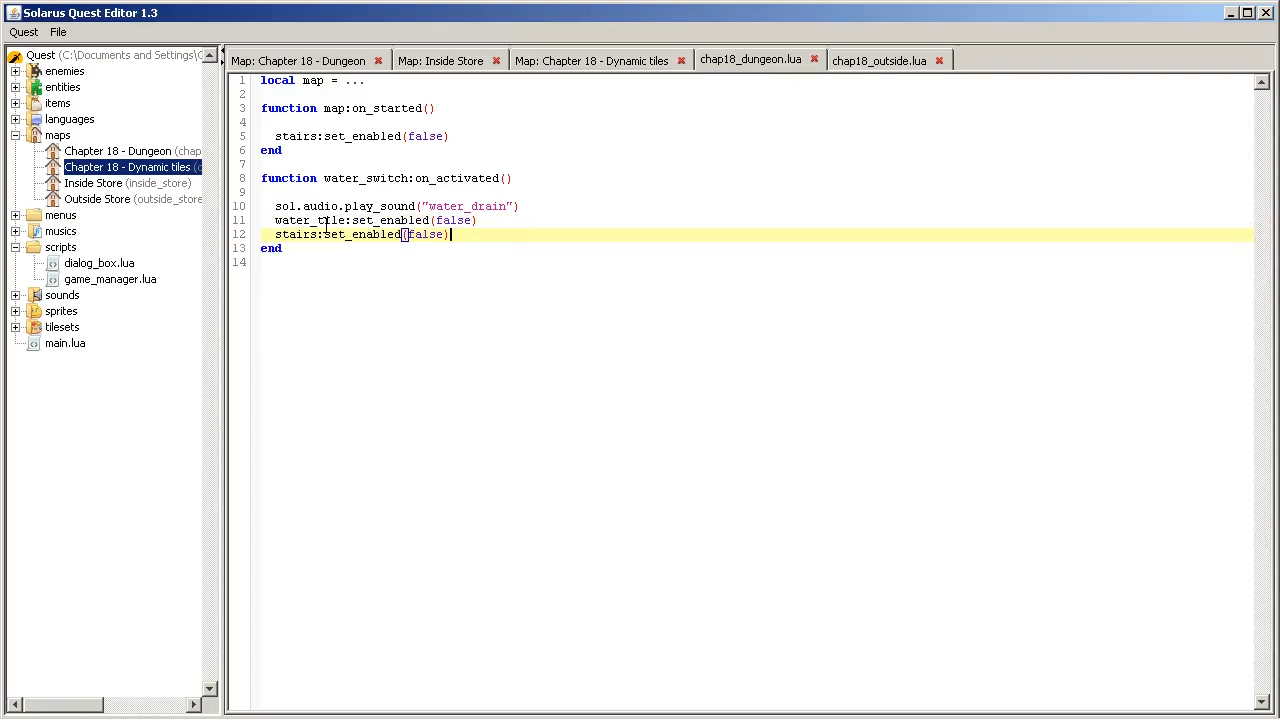 Solarus Quest Editor 1.3
Quest File
Quest (C:\Documents and Settings\
enemies
entities
items
languages
maps
Chapter 18 - Dungeon (chap
Chapter 18 - Dynamic tiles (
Inside Store (inside_store)
Outside Store (outside_store
menus
musics
scripts
dialog_box.lua
game_manager.lua
sounds
sprites
tilesets
main.lua
Map: Chapter 18 - Dungeon Map: Inside Store Map: Chapter 18 - Dynamic tiles chap18_dungeon.lua chap18_outside.lua
1 local map = ...
2
3 function map:on_started()
4
5 stairs:set_enabled(false)
6 end
7
8 function water_switch:on_activated()
9
10 sol.audio.play_sound("water_drain")
11 water_tile:set_enabled(false)
12 stairs:set_enabled(false)
13 end
14